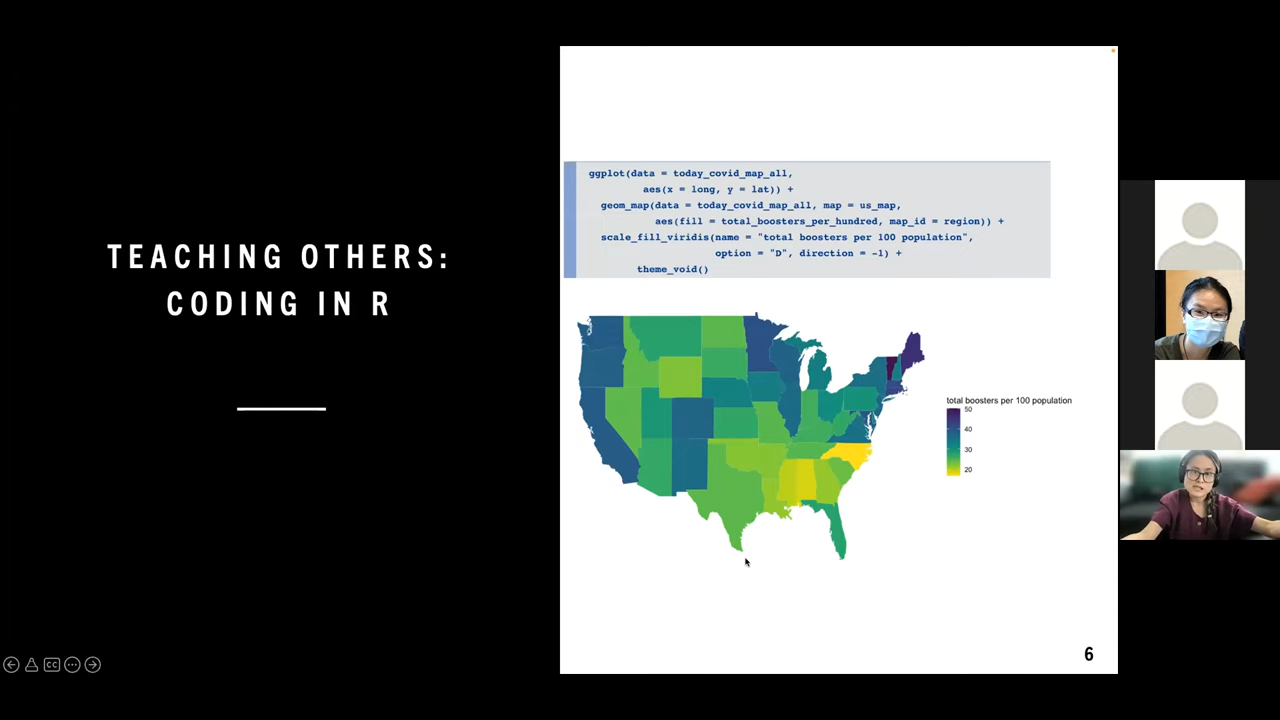 TEACHING OTHERS:
CODING IN R
ggplot(data = today_covid_map_all,
aes(x = long, y = lat)) +
geom_map(data = today_covid_map_all, map = us_map,
aes(fill = total_boosters_per_hundred, map_id = region)) +
scale_fill_viridis(name = "total boosters per 100 population",
option = "D", direction = -1) +
theme_void()
total boosters per 100 population
50
40
30
20
6
CC